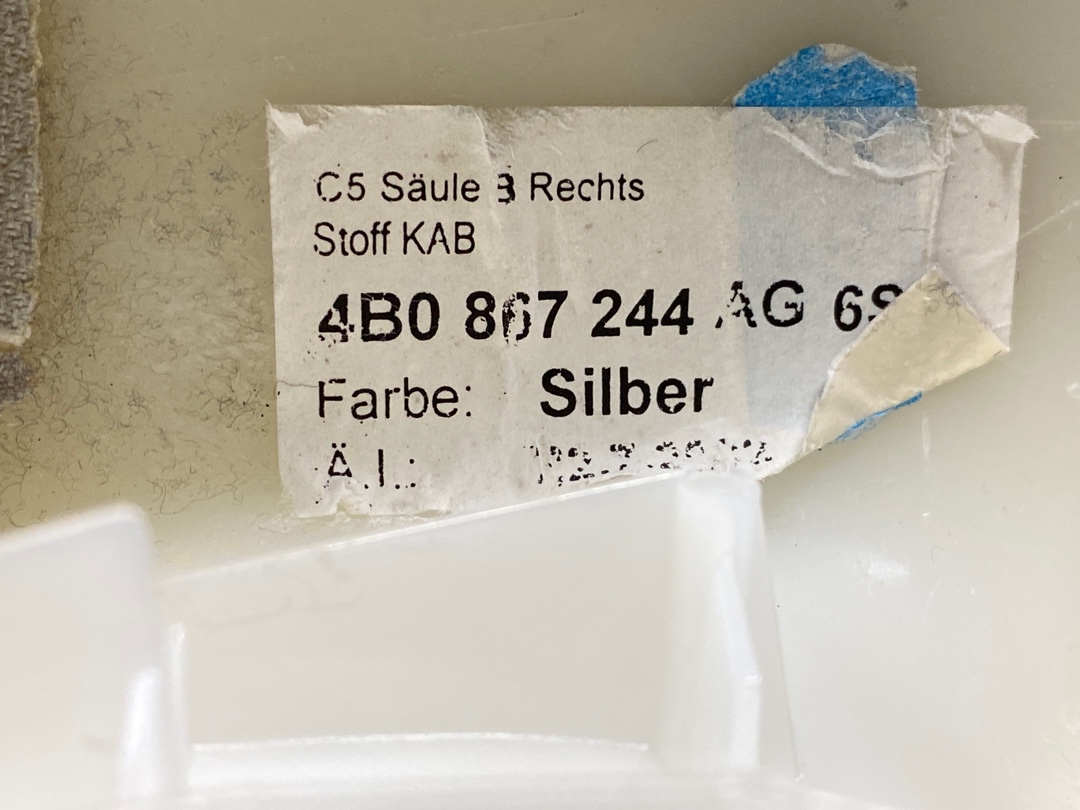 C5 Säule B Rechts
Stoff KAB
4B0 867 244 AG
Farbe: Silber
Ä.I.: